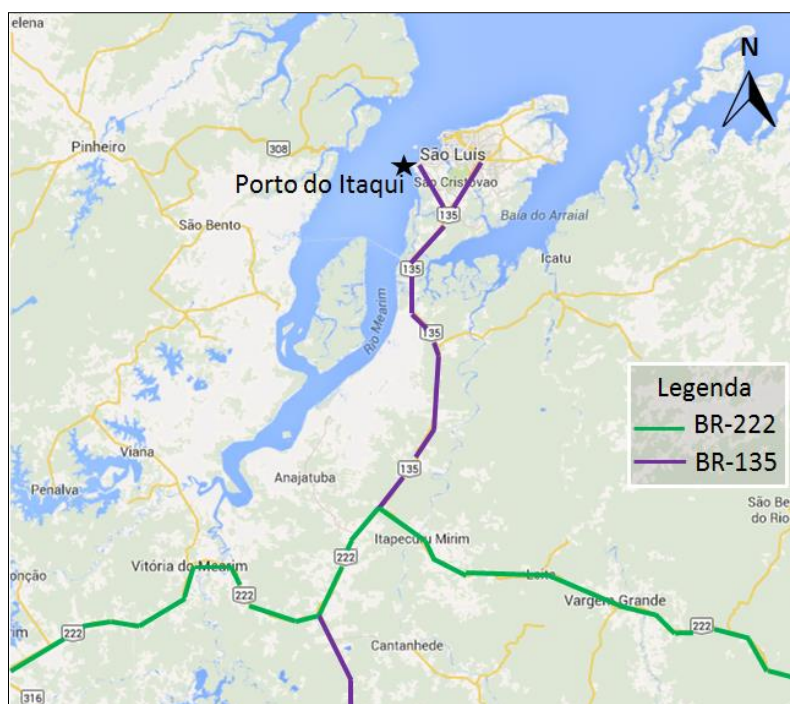 elena
N
Pinheiro
308
São Luís
Porto do Itaqui
São Cristovao
135
São Bento
Baía do Arraial
135
Icatu
Rio Mearim
135
Legenda
BR-222
BR-135
Viana
Anajatuba
135
Penalva
São Be
do Rio
Itapecuru Mirim
222
onção
Vitória do Mearim
Leite
222
Vargem Grande
rim
222
222
Cantanhede
316